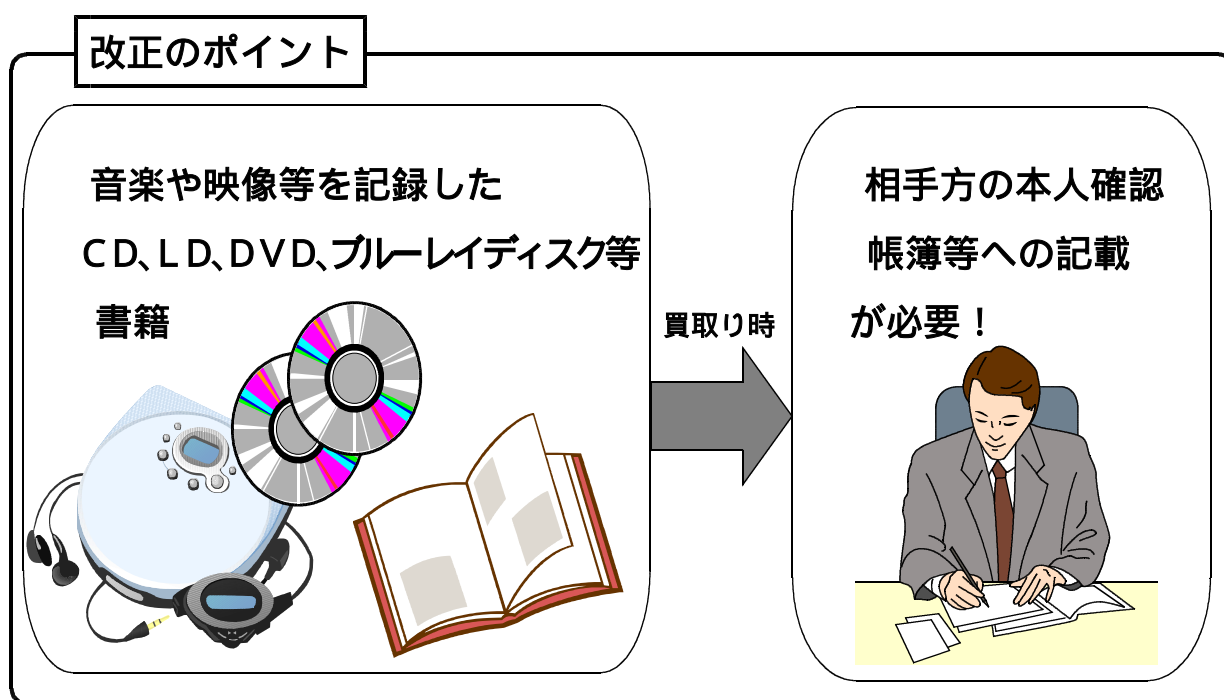 改正のポイント
音楽や映像等を記録した
CD、LD、DVD、ブルーレイディスク等
書籍
買取り時
相手方の本人確認
帳簿等への記載
が必要！